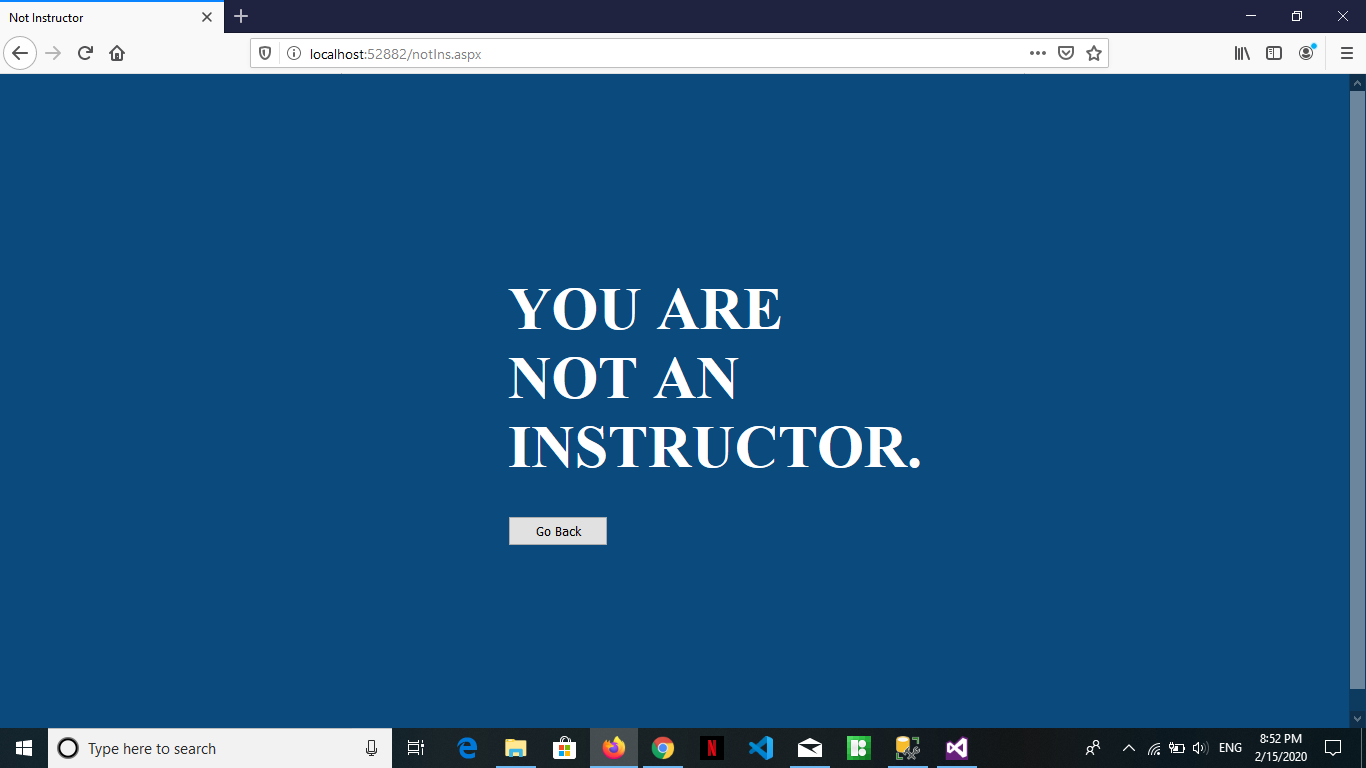 Not Instructor
localhost:52882/notIns.aspx
YOU ARE
NOT AN
INSTRUCTOR.
Go Back
Type here to search
ENG
8:52 PM
2/15/2020